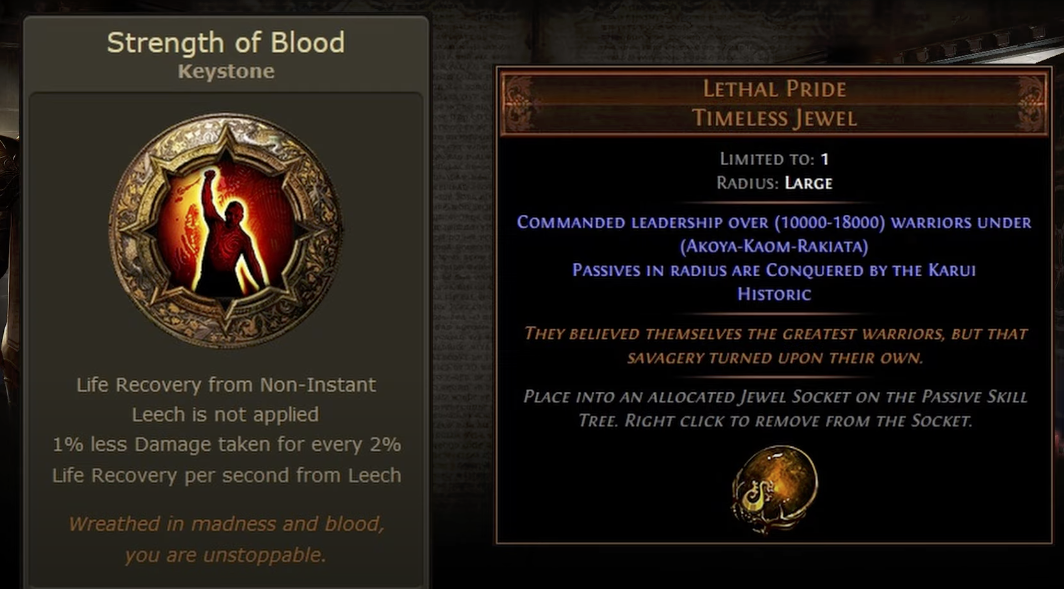 Strength of Blood
Keystone
Life Recovery from Non-Instant
Leech is not applied
1% less Damage taken for every 2%
Life Recovery per second from Leech
Wreathed in madness and blood,
you are unstoppable.
Lethal Pride
Timeless Jewel
Limited to: 1
Radius: Large
Commanded leadership over (10000-18000) warriors under
(Akoya-Kaom-Rakiata)
Passives in radius are Conquered by the Karui
Historic
They believed themselves the greatest warriors, but that
savagery turned upon their own.
Place into an allocated Jewel Socket on the Passive Skill
Tree. Right click to remove from the Socket.